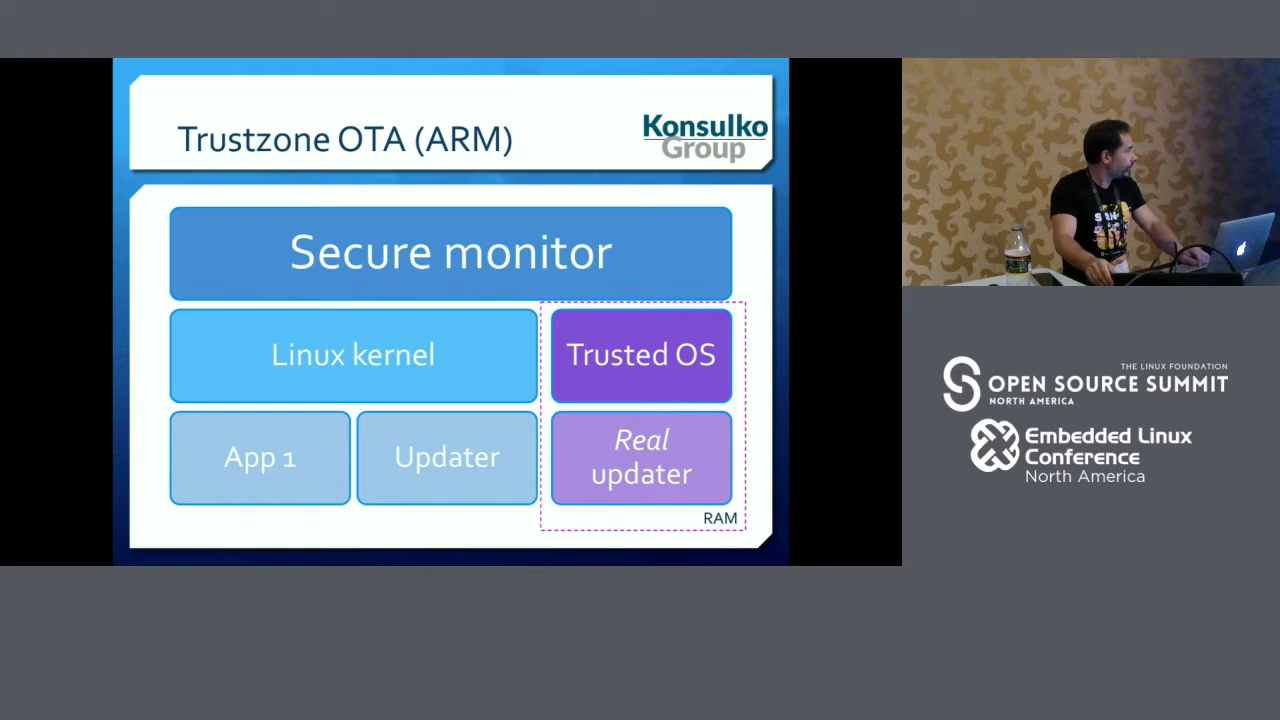 Trustzone OTA (ARM)
Konsulko
Group
Secure monitor
Linux kernel
Trusted OS
App 1
Updater
Real
updater
RAM
THE LINUX FOUNDATION
OPEN SOURCE SUMMIT
NORTH AMERICA
Embedded Linux
Conference
North America